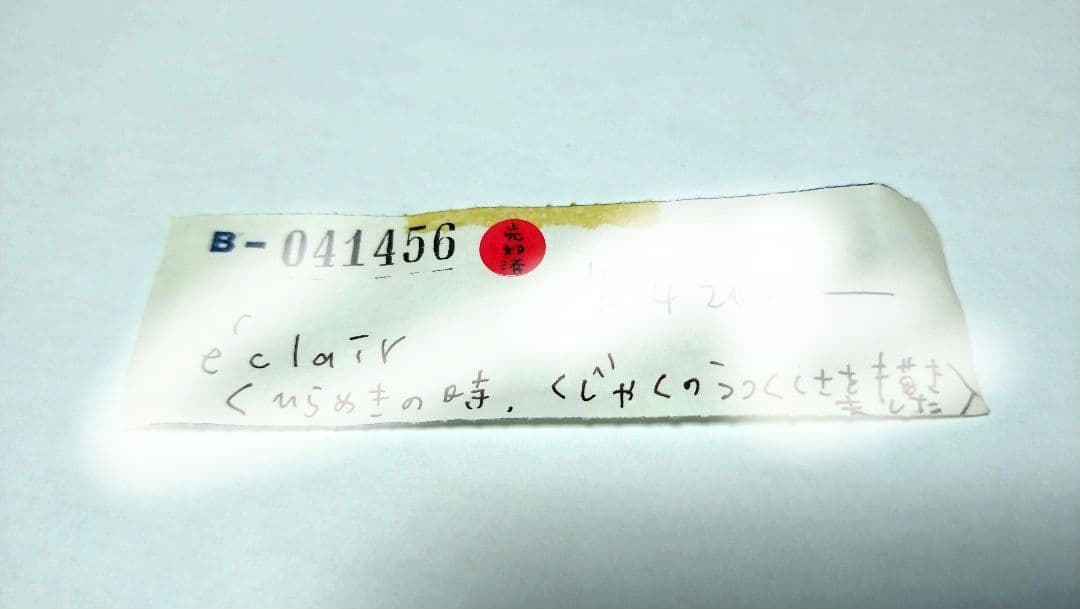 B-041456
売却済
éclair
〈ひらめきの時. くじゃくのうつくしさを描き
ました〉